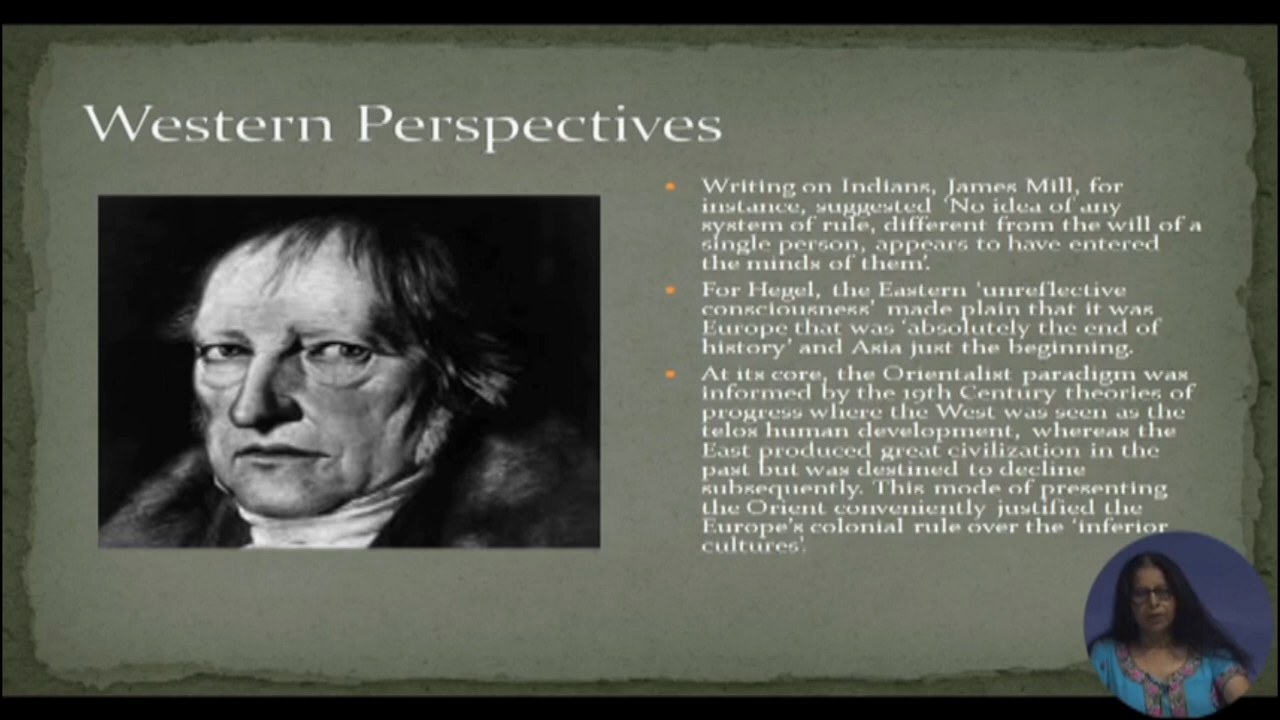 Western Perspectives
Writing on Indians, James Mill, for
instance, suggested 'No idea of any
system of rule, different from the will of a
single person, appears to have entered
the minds of them'.
For Hegel, the Eastern 'unreflective
consciousness' made plain that it was
Europe that was 'absolutely the end of
history' and Asia just the beginning.
At its core, the Orientalist paradigm was
informed by the 19th Century theories of
progress where the West was seen as the
telos human development, whereas the
East produced great civilization in the
past but was destined to decline
subsequently. This mode of presenting
the Orient conveniently justified the
Europe's colonial rule over the 'inferior
cultures'.